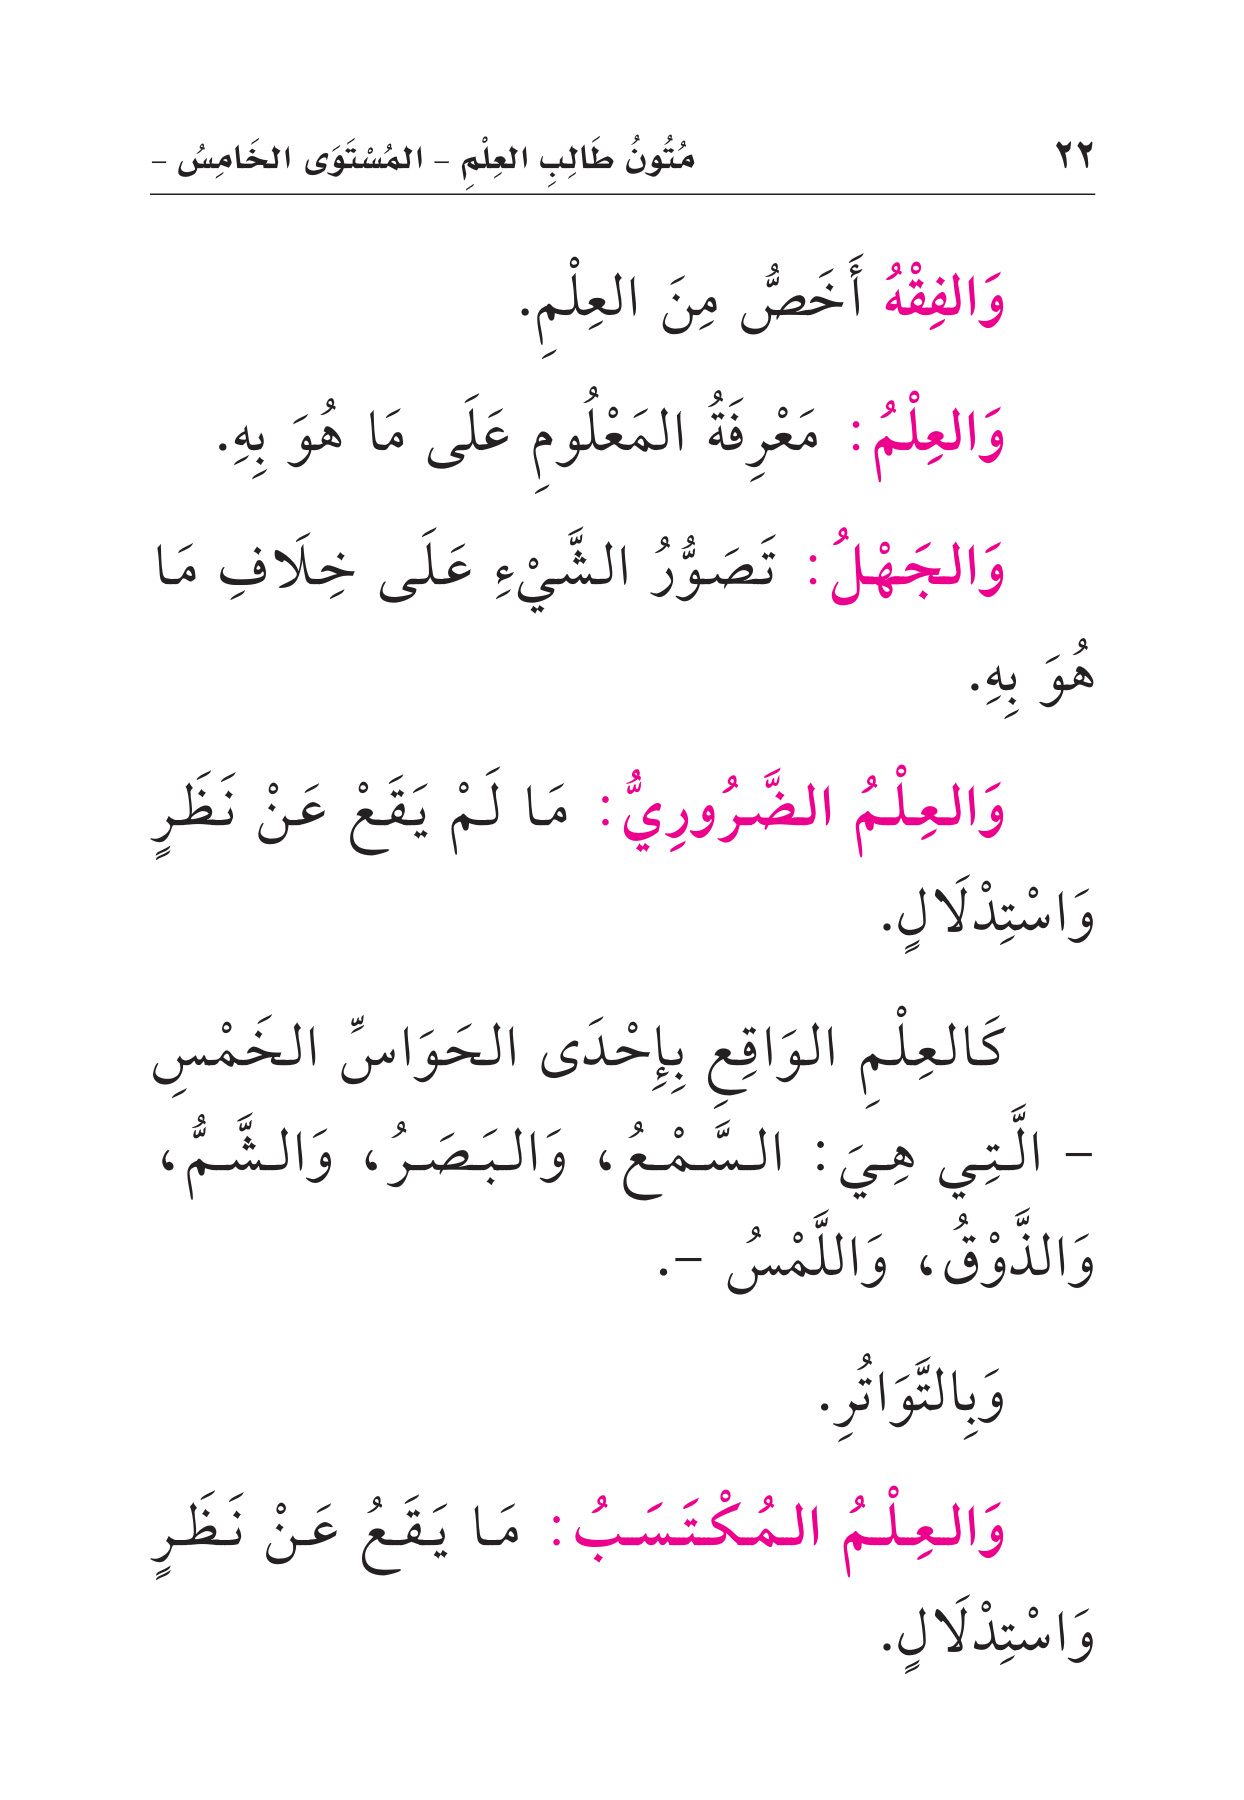 ٢٢ مُتُونُ طَالِبِ العِلْمِ – المُسْتَوَى الخَامِسُ –
وَالفِقْهُ أَخَصُّ مِنَ العِلْمِ.
وَالعِلْمُ: مَعْرِفَةُ المَعْلُومِ عَلَى مَا هُوَ بِهِ.
وَالجَهْلُ: تَصَوُّرُ الشَّيْءِ عَلَى خِلَافِ مَا
هُوَ بِهِ.
وَالعِلْمُ الضَّرُورِيُّ: مَا لَمْ يَقَعْ عَنْ نَظَرٍ
وَاسْتِدْلَالٍ.
كَالعِلْمِ الوَاقِعِ بِإِحْدَى الحَوَاسِّ الخَمْسِ
– الَّتِي هِيَ: السَّمْعُ، وَالبَصَرُ، وَالشَّمُّ،
وَالذَّوْقُ، وَاللَّمْسُ –.
وَبِالتَّوَاتُرِ.
وَالعِلْمُ المُكْتَسَبُ: مَا يَقَعُ عَنْ نَظَرٍ
وَاسْتِدْلَالٍ.